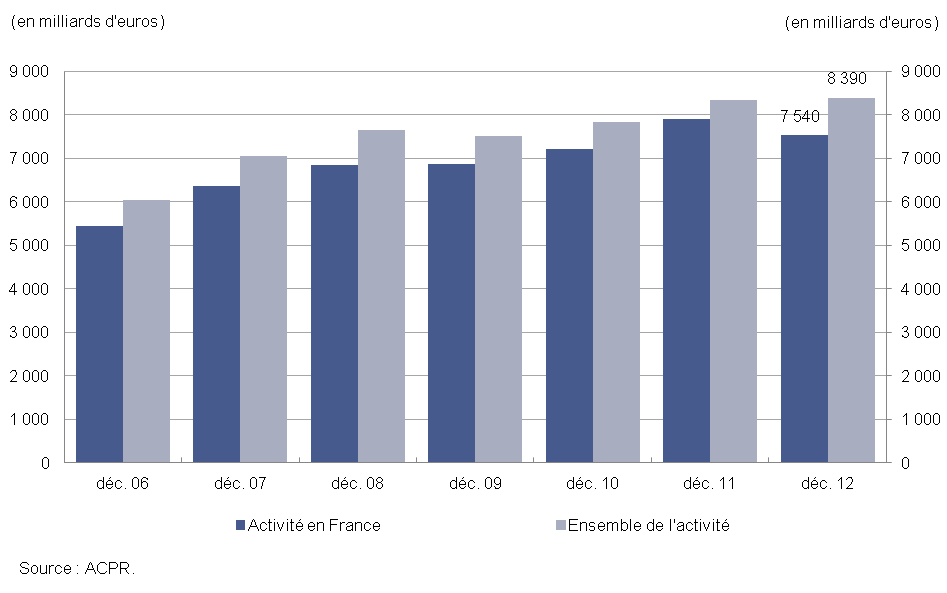 (en milliards d'euros) (en milliards d'euros)
9 000 9 000
8 390
8 000 7 540 8 000
7 000 7 000
6 000 6 000
5 000 5 000
4 000 4 000
3 000 3 000
2 000 2 000
1 000 1 000
0 0
déc. 06 déc. 07 déc. 08 déc. 09 déc. 10 déc. 11 déc. 12
Activité en France Ensemble de l'activité
Source : ACPR.